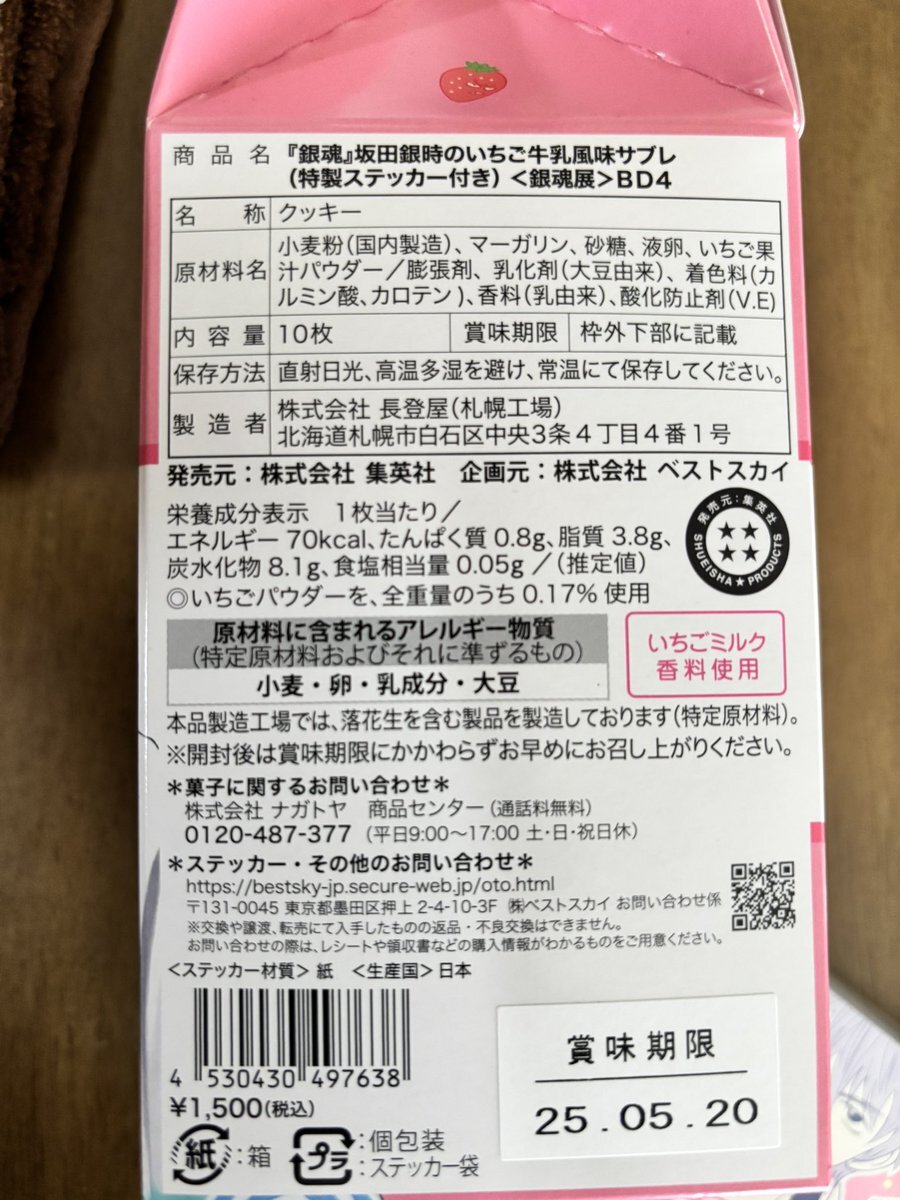 商品名 『銀魂』坂田銀時のいちご牛乳風味サブレ
(特製ステッカー付き)<銀魂展>BD4
名称 クッキー
原材料名 小麦粉(国内製造)、マーガリン、砂糖、液卵、いちご果
汁パウダー/膨張剤、乳化剤(大豆由来)、着色料(カ
ルミン酸、カロテン)、香料(乳由来)、酸化防止剤(V.E)
内容量 10枚 賞味期限 枠外下部に記載
保存方法 直射日光、高温多湿を避け、常温にて保存してください。
製造者 株式会社 長登屋(札幌工場)
北海道札幌市白石区中央3条4丁目4番1号
発売元:株式会社 集英社 企画元:株式会社 ベストスカイ
栄養成分表示 1枚当たり/
エネルギー 70kcal、たんぱく質 0.8g、脂質 3.8g、
炭水化物 8.1g、食塩相当量 0.05g /(推定値)
◎いちごパウダーを、全重量のうち 0.17% 使用
発売元:集英社
SHUEISHA★PRODUCTS
原材料に含まれるアレルギー物質
(特定原材料およびそれに準ずるもの)
小麦・卵・乳成分・大豆
いちごミルク
香料使用
本品製造工場では、落花生を含む製品を製造しております(特定原材料)。
※開封後は賞味期限にかかわらずお早めにお召し上がりください。
*菓子に関するお問い合わせ*
株式会社 ナガトヤ 商品センター(通話料無料)
0120-487-377 (平日9:00〜17:00 土・日・祝日休)
*ステッカー・その他のお問い合わせ*
https://bestsky-jp.secure-web.jp/oto.html
〒131-0045 東京都墨田区押上 2-4-10-3F ㈱ベストスカイ お問い合わせ係
※交換や譲渡、転売にて入手したものの返品・不良交換はできません。
お問い合わせの際は、レシートや領収書などの購入情報がわかるものをご用意ください。
<ステッカー材質> 紙 <生産国> 日本
4 530430 497638
¥1,500(税込)
紙:箱
プラ:個包装
:ステッカー袋
賞味期限
25.05.20